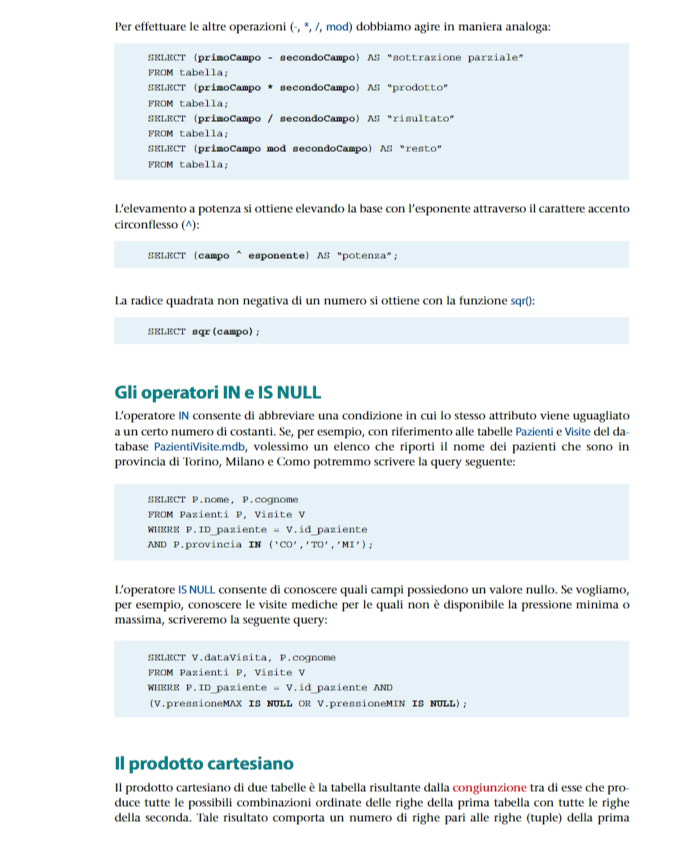 Per effettuare le altre operazioni (-, *, /, mod) dobbiamo agire in maniera analoga:
SELECT (primoCampo - secondoCampo) AS "sottrazione parziale"
FROM tabella;
SELECT (primoCampo * secondoCampo) AS "prodotto"
FROM tabella;
SELECT (primoCampo / secondoCampo) AS "risultato"
FROM tabella;
SELECT (primoCampo mod secondoCampo) AS "resto"
FROM tabella;
L'elevamento a potenza si ottiene elevando la base con l'esponente attraverso il carattere accento
circonflesso (^):
SELECT (campo ^ esponente) AS "potenza";
La radice quadrata non negativa di un numero si ottiene con la funzione sqr():
SELECT sqr(campo);
Gli operatori IN e IS NULL
L'operatore IN consente di abbreviare una condizione in cui lo stesso attributo viene uguagliato
a un certo numero di costanti. Se, per esempio, con riferimento alle tabelle Pazienti e Visite del da-
tabase PazientiVisite.mdb, volessimo un elenco che riporti il nome dei pazienti che sono in
provincia di Torino, Milano e Como potremmo scrivere la query seguente:
SELECT P.nome, P.cognome
FROM Pazienti P, Visite V
WHERE P.ID_paziente = V.id_paziente
AND P.provincia IN ('CO','TO','MI');
L'operatore IS NULL consente di conoscere quali campi possiedono un valore nullo. Se vogliamo,
per esempio, conoscere le visite mediche per le quali non è disponibile la pressione minima o
massima, scriveremo la seguente query:
SELECT V.dataVisita, P.cognome
FROM Pazienti P, Visite V
WHERE P.ID_paziente = V.id_paziente AND
(V.pressioneMAX IS NULL OR V.pressioneMIN IS NULL);
Il prodotto cartesiano
Il prodotto cartesiano di due tabelle è la tabella risultante dalla congiunzione tra di esse che pro-
duce tutte le possibili combinazioni ordinate delle righe della prima tabella con tutte le righe
della seconda. Tale risultato comporta un numero di righe pari alle righe (tuple) della prima